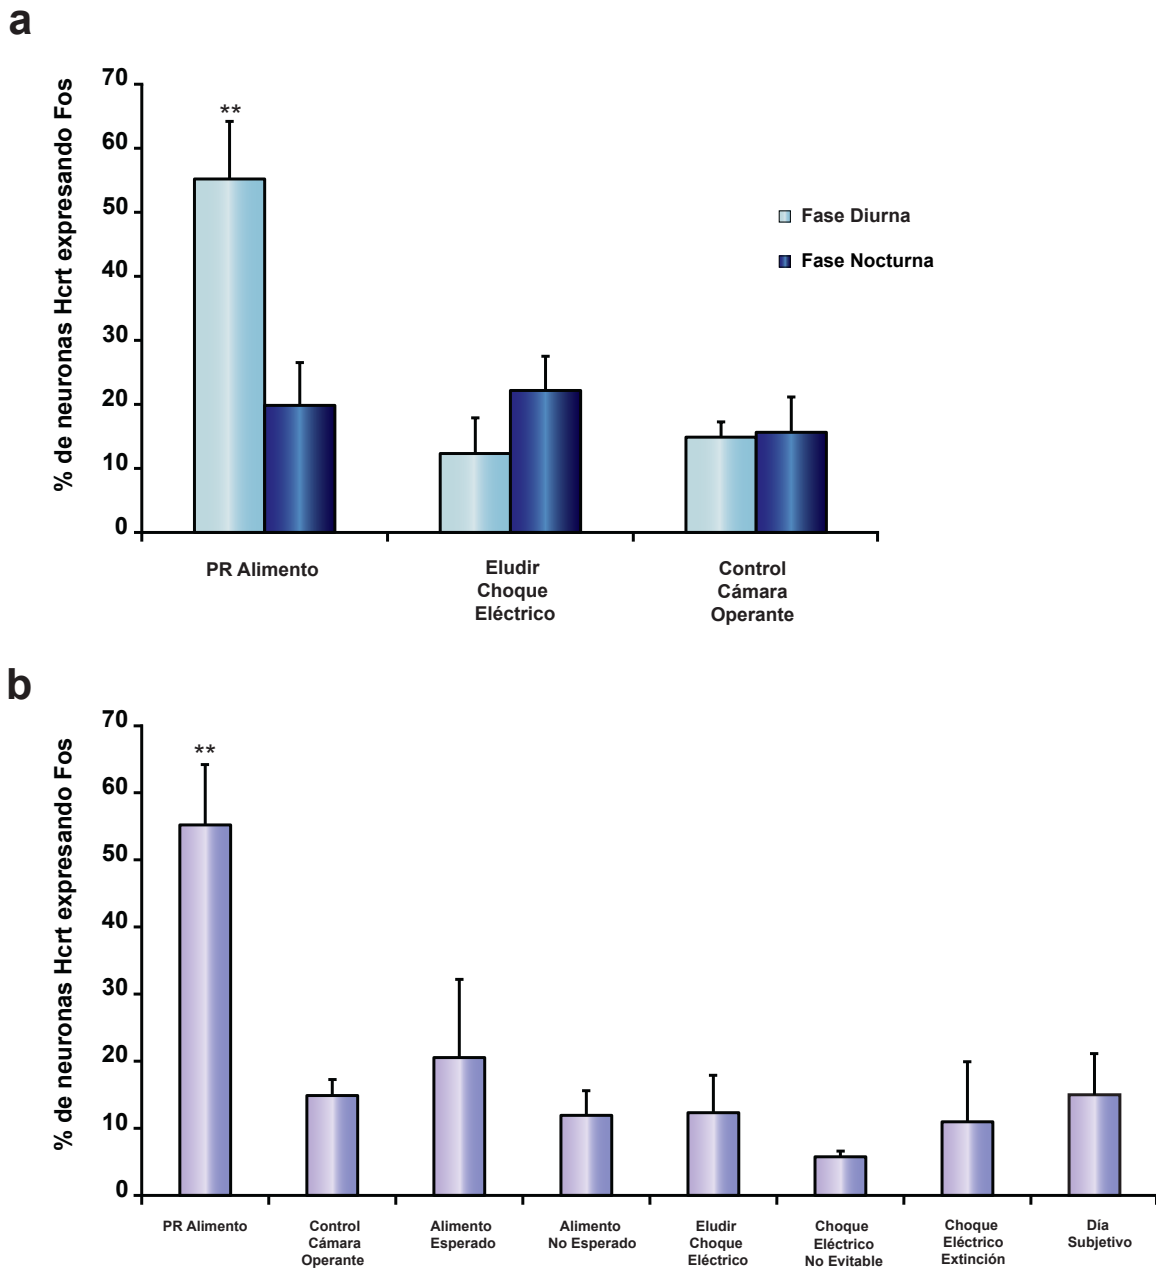 a
% de neuronas Hcrt expresando Fos
70
60
50
40
30
20
10
0
**
Fase Diurna
Fase Nocturna
PR Alimento
Eludir
Choque
Eléctrico
Control
Cámara
Operante
b
% de neuronas Hcrt expresando Fos
70
60
50
40
30
20
10
0
**
PR Alimento
Control
Cámara
Operante
Alimento
Esperado
Alimento
No Esperado
Eludir
Choque
Eléctrico
Choque
Eléctrico
No Evitable
Choque
Eléctrico
Extinción
Día
Subjetivo